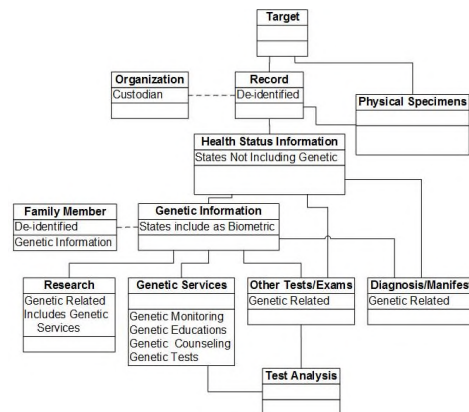 Target
Organization
Custodian
Record
De-identified
Physical Specimens
Health Status Information
States Not Including Genetic
Family Member
De-identified
Genetic Information
Genetic Information
States include as Biometric
Research
Genetic Related
Includes Genetic
Services
Genetic Services
Genetic Monitoring
Genetic Educations
Genetic Counseling
Genetic Tests
Other Tests/Exams
Genetic Related
Diagnosis/Manifest
Genetic Related
Test Analysis